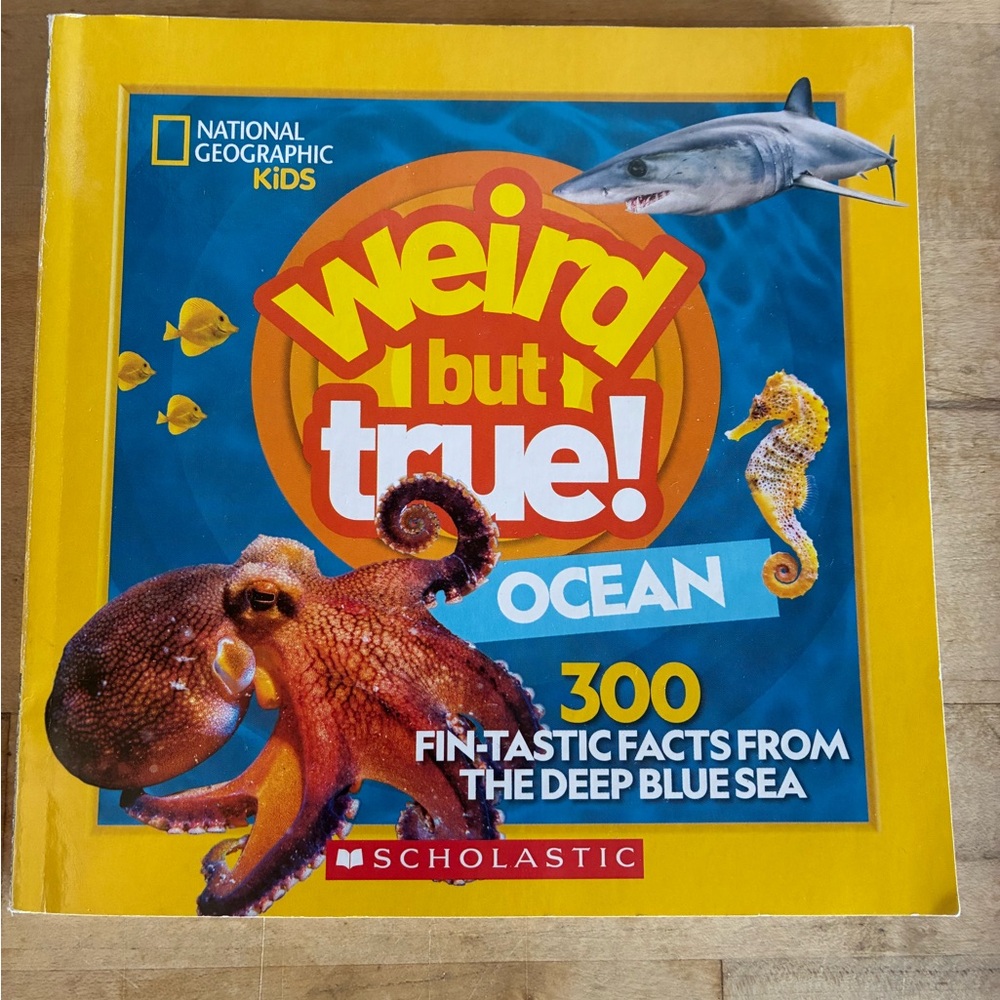 NATIONAL
GEOGRAPHIC
KiDS
weird
but
true!
OCEAN
300
FIN-TASTIC FACTS FROM
THE DEEP BLUE SEA
SCHOLASTIC